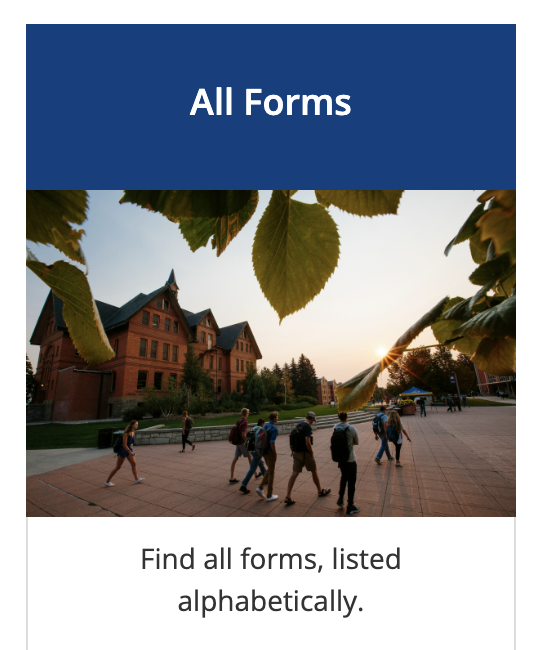 All Forms
Find all forms, listed
alphabetically.